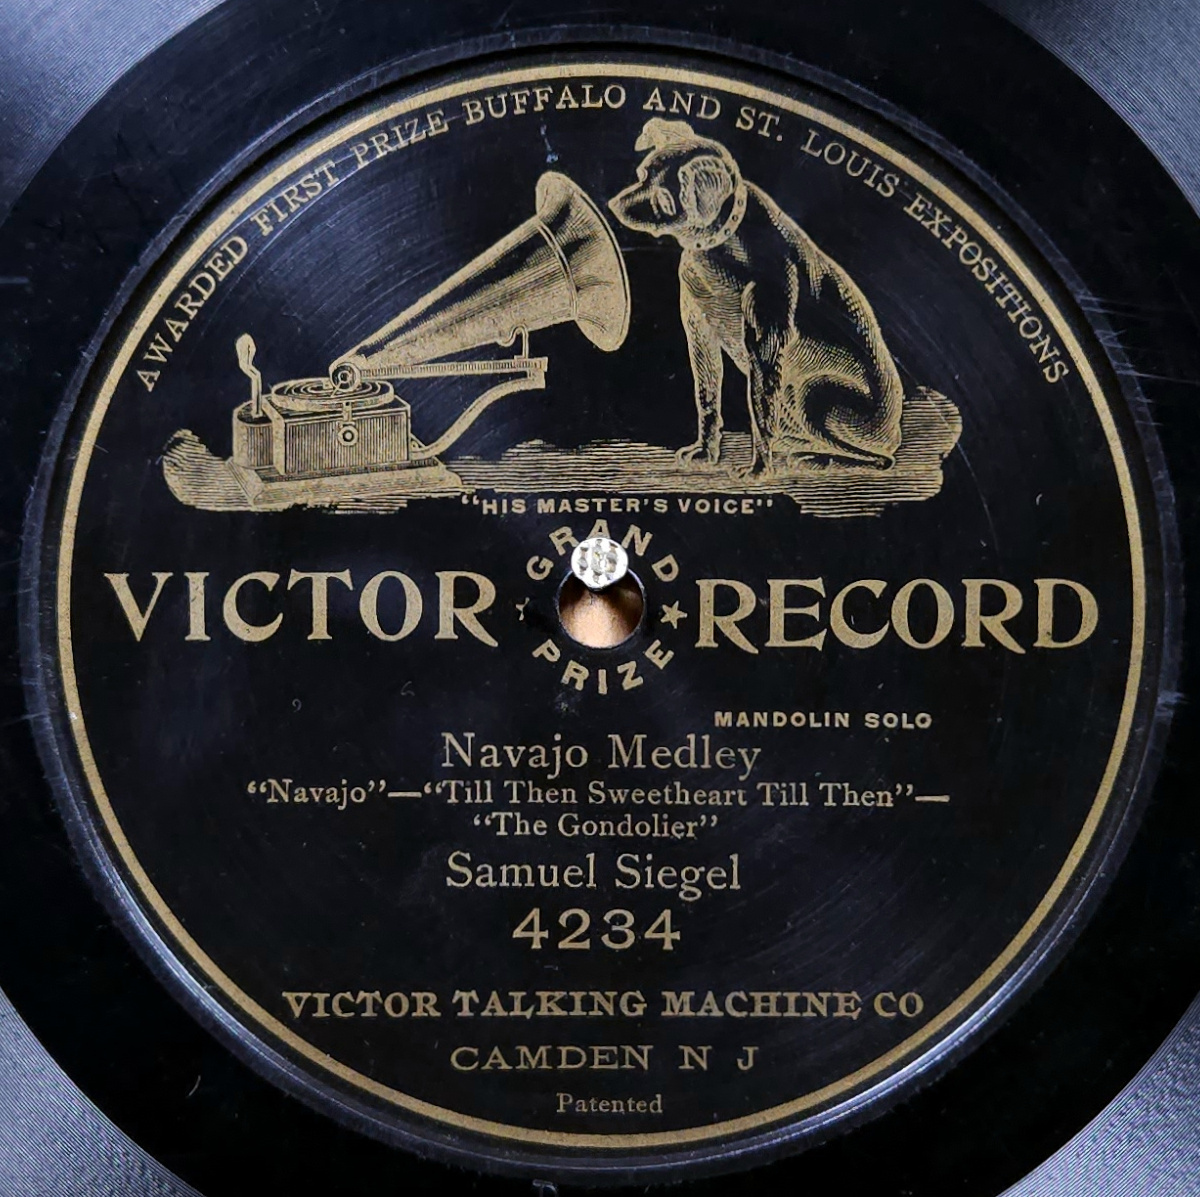 AWARDED FIRST PRIZE BUFFALO AND ST. LOUIS EXPOSITIONS
"HIS MASTER'S VOICE"
GRAND PRIZE
VICTOR RECORD
MANDOLIN SOLO
Navajo Medley
"Navajo"—"Till Then Sweetheart Till Then"—
"The Gondolier"
Samuel Siegel
4234
VICTOR TALKING MACHINE CO
CAMDEN N J
Patented